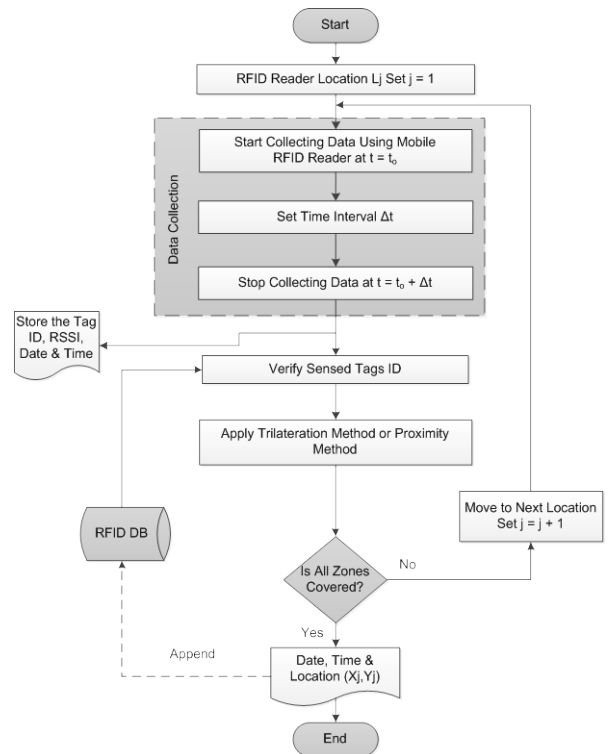 Start
RFID Reader Location Lj Set j = 1
Data Collection
Start Collecting Data Using Mobile
RFID Reader at t = to
Set Time Interval Δt
Stop Collecting Data at t = to + Δt
Store the Tag
ID, RSSI,
Date & Time
Verify Sensed Tags ID
Apply Trilateration Method or Proximity
Method
RFID DB
Move to Next Location
Set j = j + 1
Is All Zones
Covered?
No
Yes
Append
Date, Time &
Location (Xj,Yj)
End